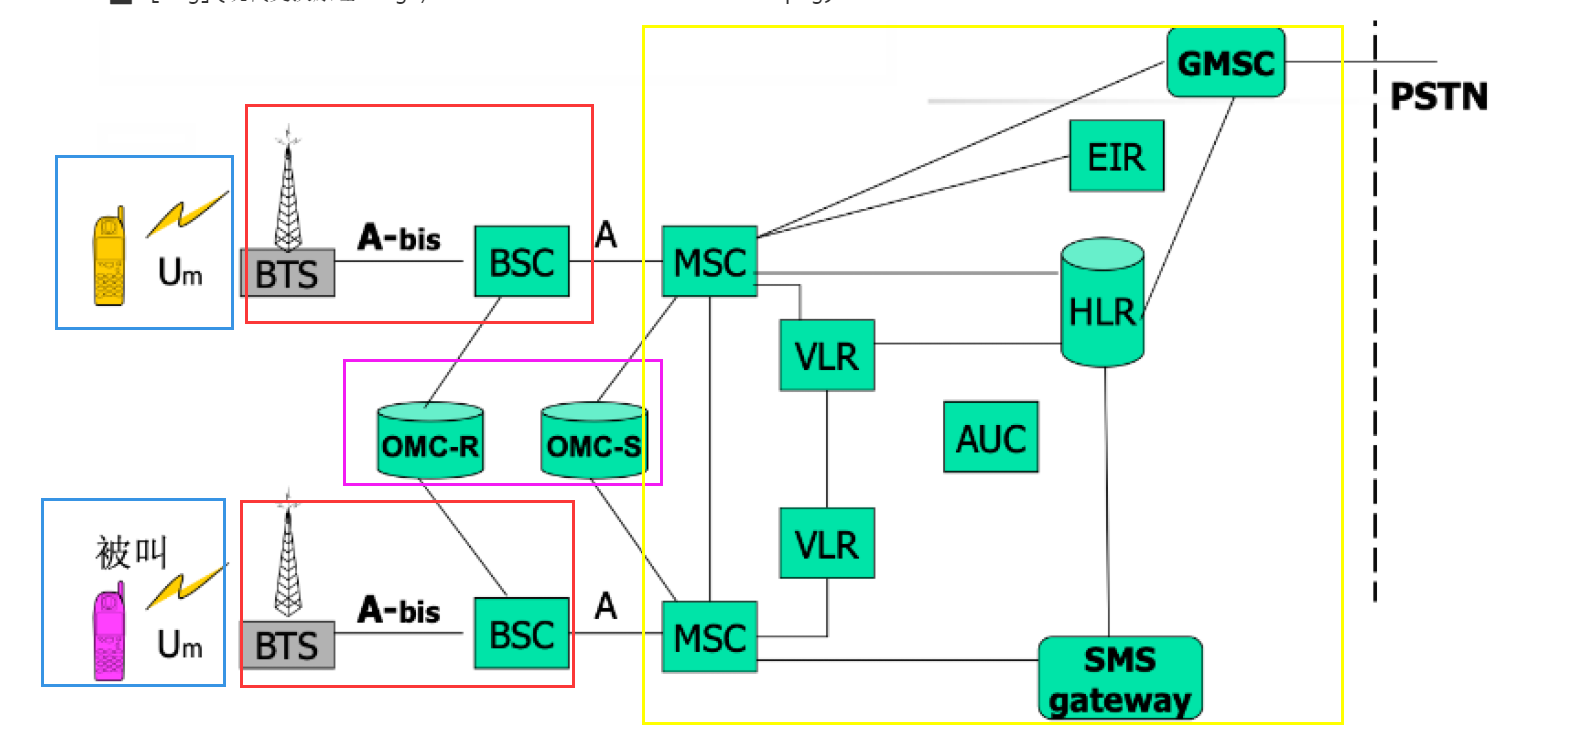 GMSC
PSTN
EIR
A-bis
A
Um
BTS
BSC
MSC
HLR
VLR
OMC-R
OMC-S
AUC
VLR
被叫
A-bis
A
Um
BTS
BSC
MSC
SMS
gateway